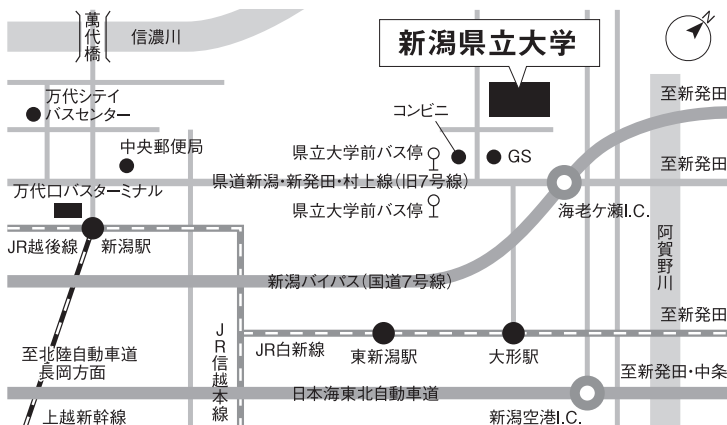 萬代橋
信濃川
新潟県立大学
N
万代シテイ
バスセンター
コンビニ
至新発田
中央郵便局
県立大学前バス停
GS
至新発田
県道新潟・新発田・村上線(旧7号線)
万代口バスターミナル
県立大学前バス停
海老ケ瀬I.C.
JR越後線
新潟駅
阿賀野川
新潟バイパス(国道7号線)
至新発田
JR信越本線
JR白新線
東新潟駅
大形駅
至北陸自動車道
長岡方面
至新発田・中条
日本海東北自動車道
上越新幹線
新潟空港I.C.